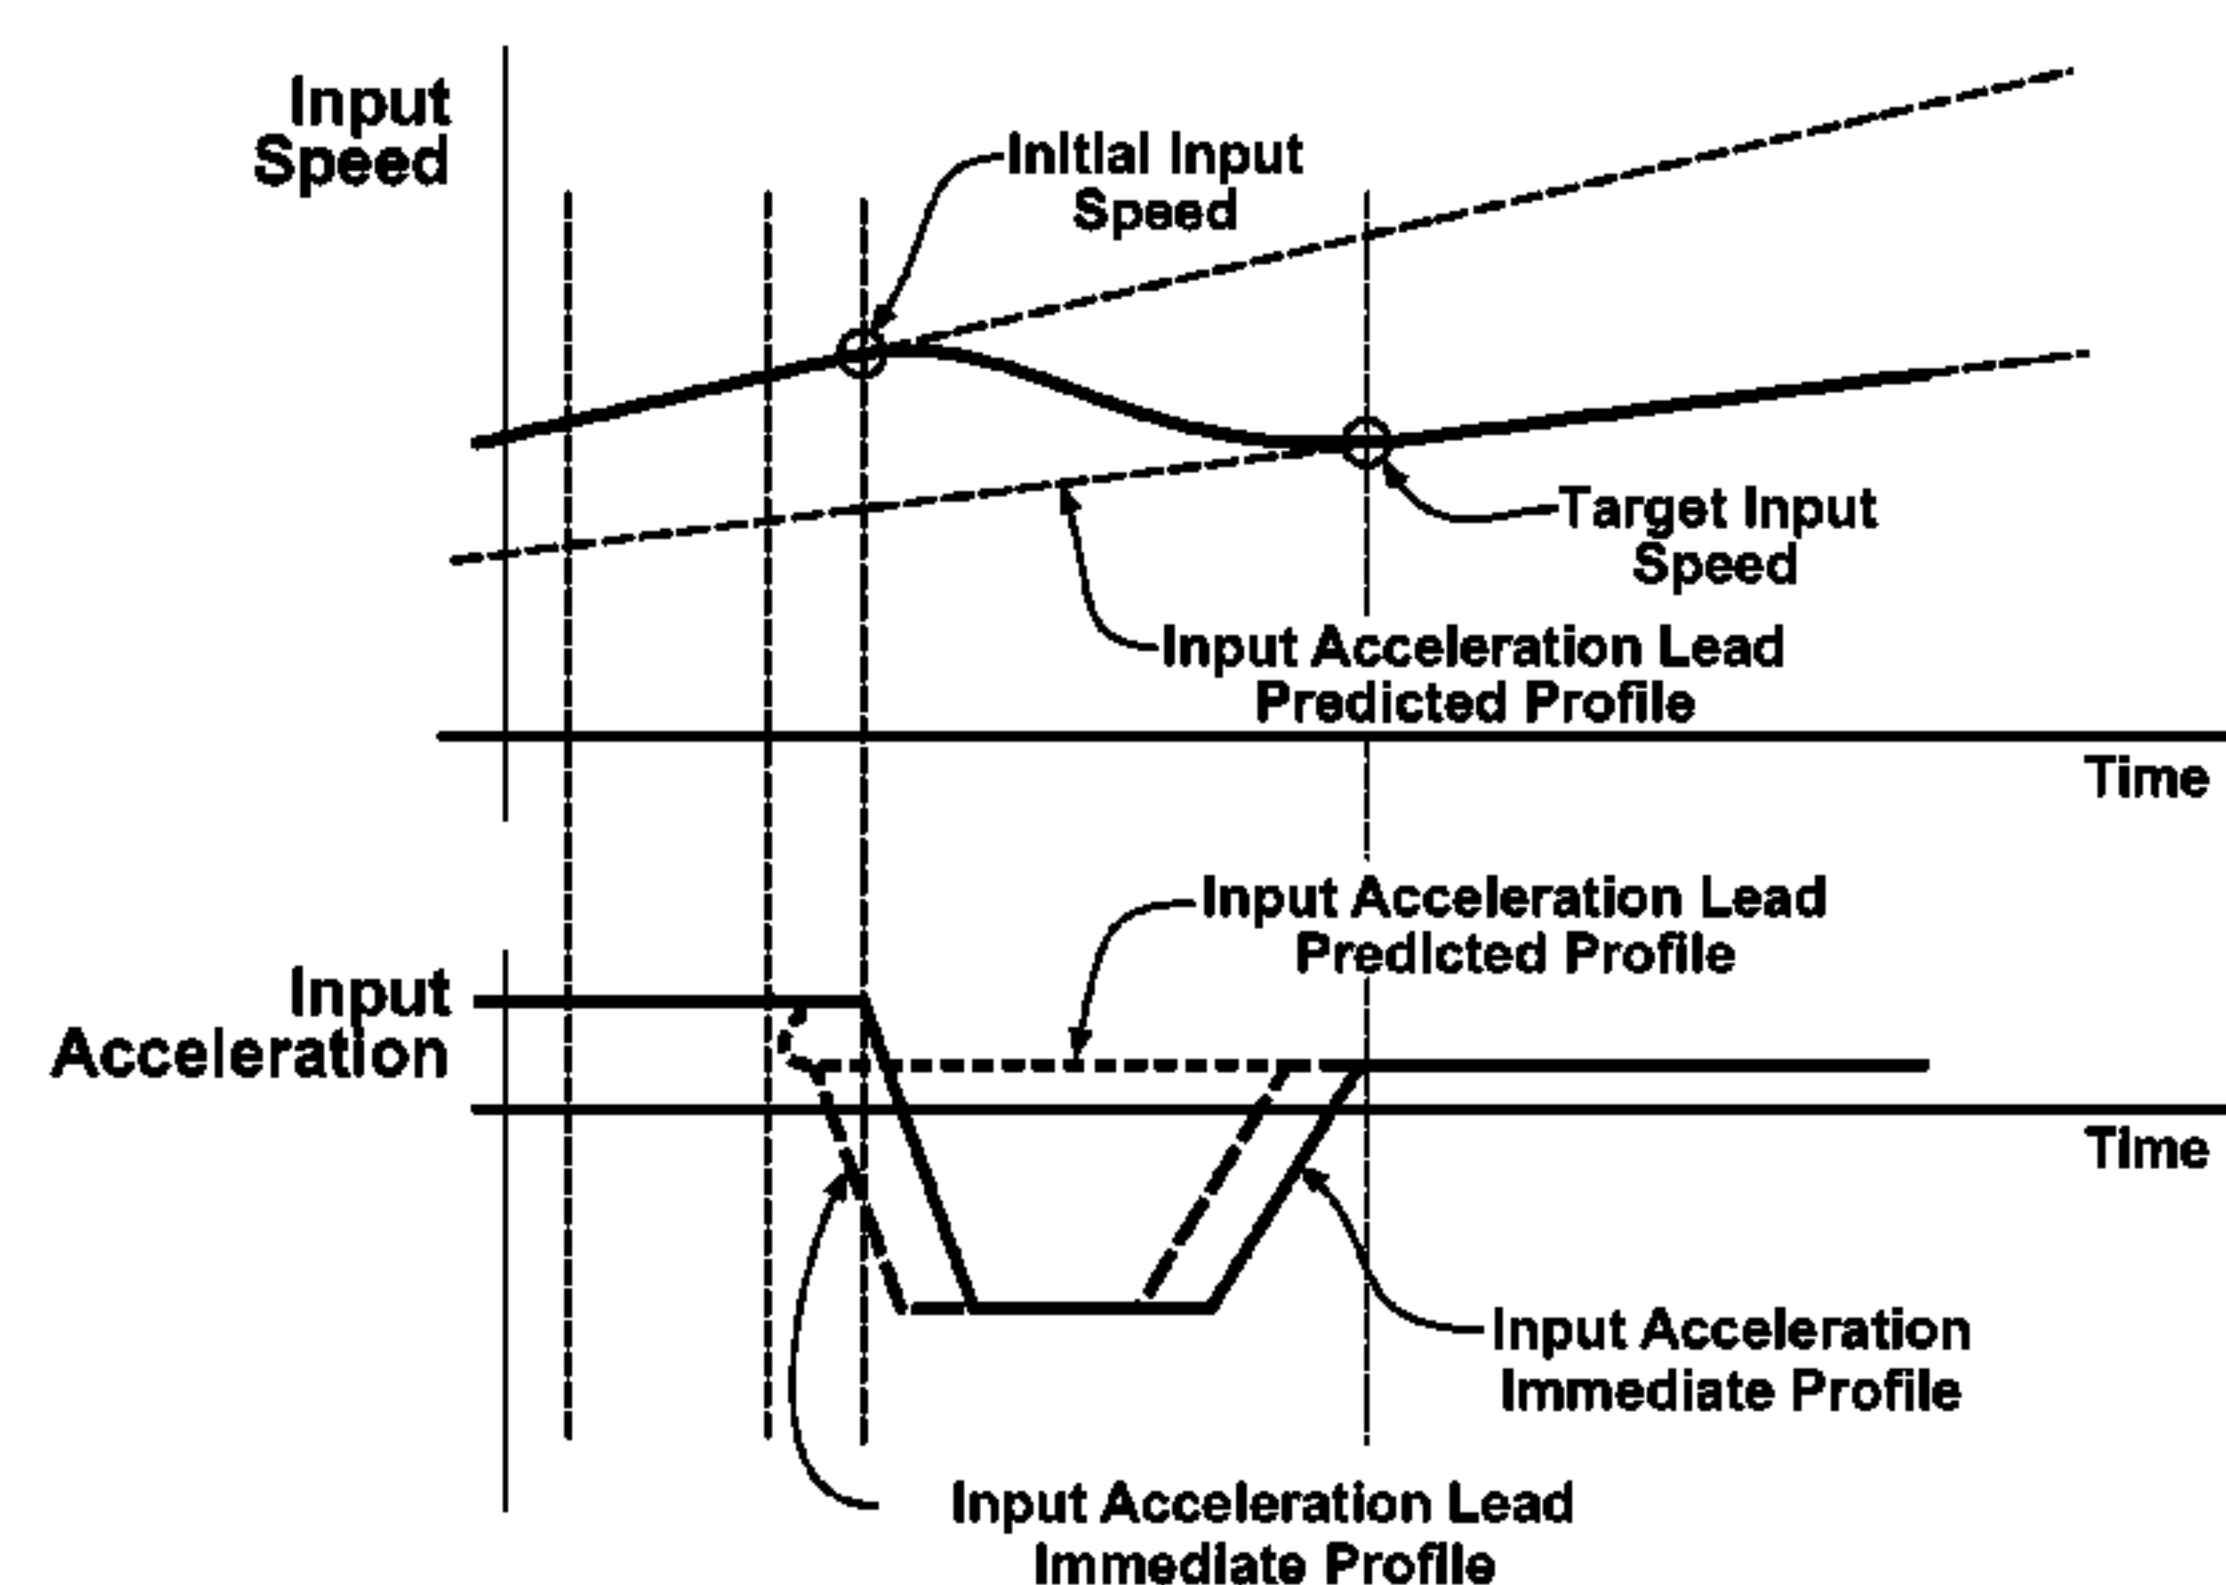 Input
Speed
Initial Input
Speed
Target Input
Speed
Input Acceleration Lead
Predicted Profile
Time
Input Acceleration Lead
Predicted Profile
Input
Acceleration
Time
Input Acceleration
Immediate Profile
Input Acceleration Lead
Immediate Profile